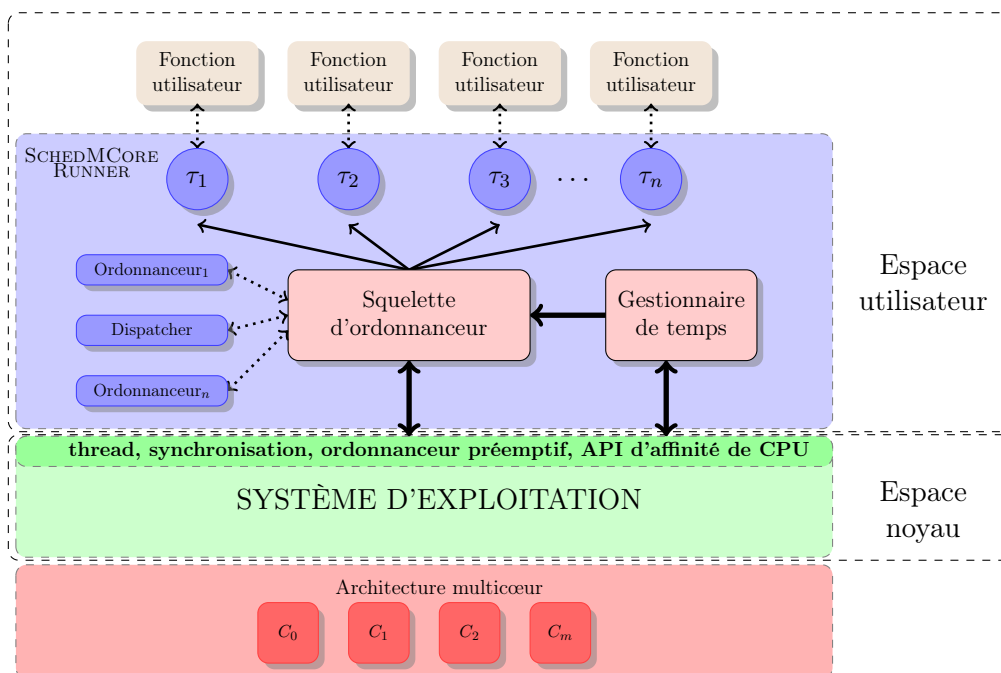 Fonction
utilisateur
Fonction
utilisateur
Fonction
utilisateur
Fonction
utilisateur
SCHEDMCORE
RUNNER
τ1
τ2
τ3
...
τn
Ordonnanceur1
Dispatcher
Ordonnanceurn
Squelette
d'ordonnanceur
Gestionnaire
de temps
Espace
utilisateur
thread, synchronisation, ordonnanceur préemptif, API d'affinité de CPU
SYSTÈME D'EXPLOITATION
Espace
noyau
Architecture multicœur
C0
C1
C2
Cm